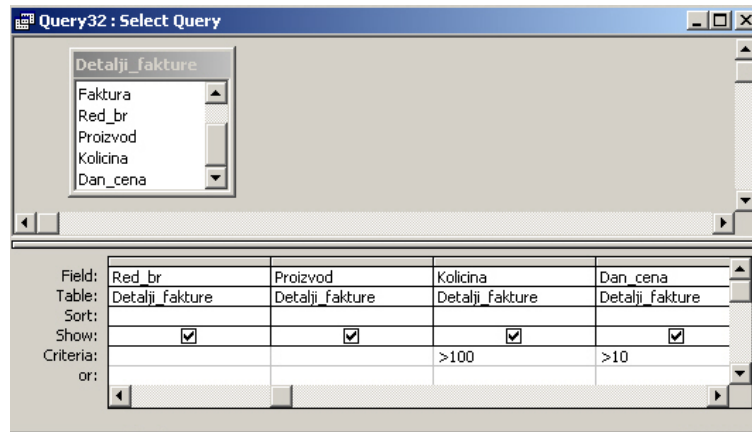 Query32 : Select Query
Detalji_fakture
Faktura
Red_br
Proizvod
Kolicina
Dan_cena
Field: Red_br Proizvod Kolicina Dan_cena
Table: Detalji_fakture Detalji_fakture Detalji_fakture Detalji_fakture
Sort:
Show:
Criteria: >100 >10
or: